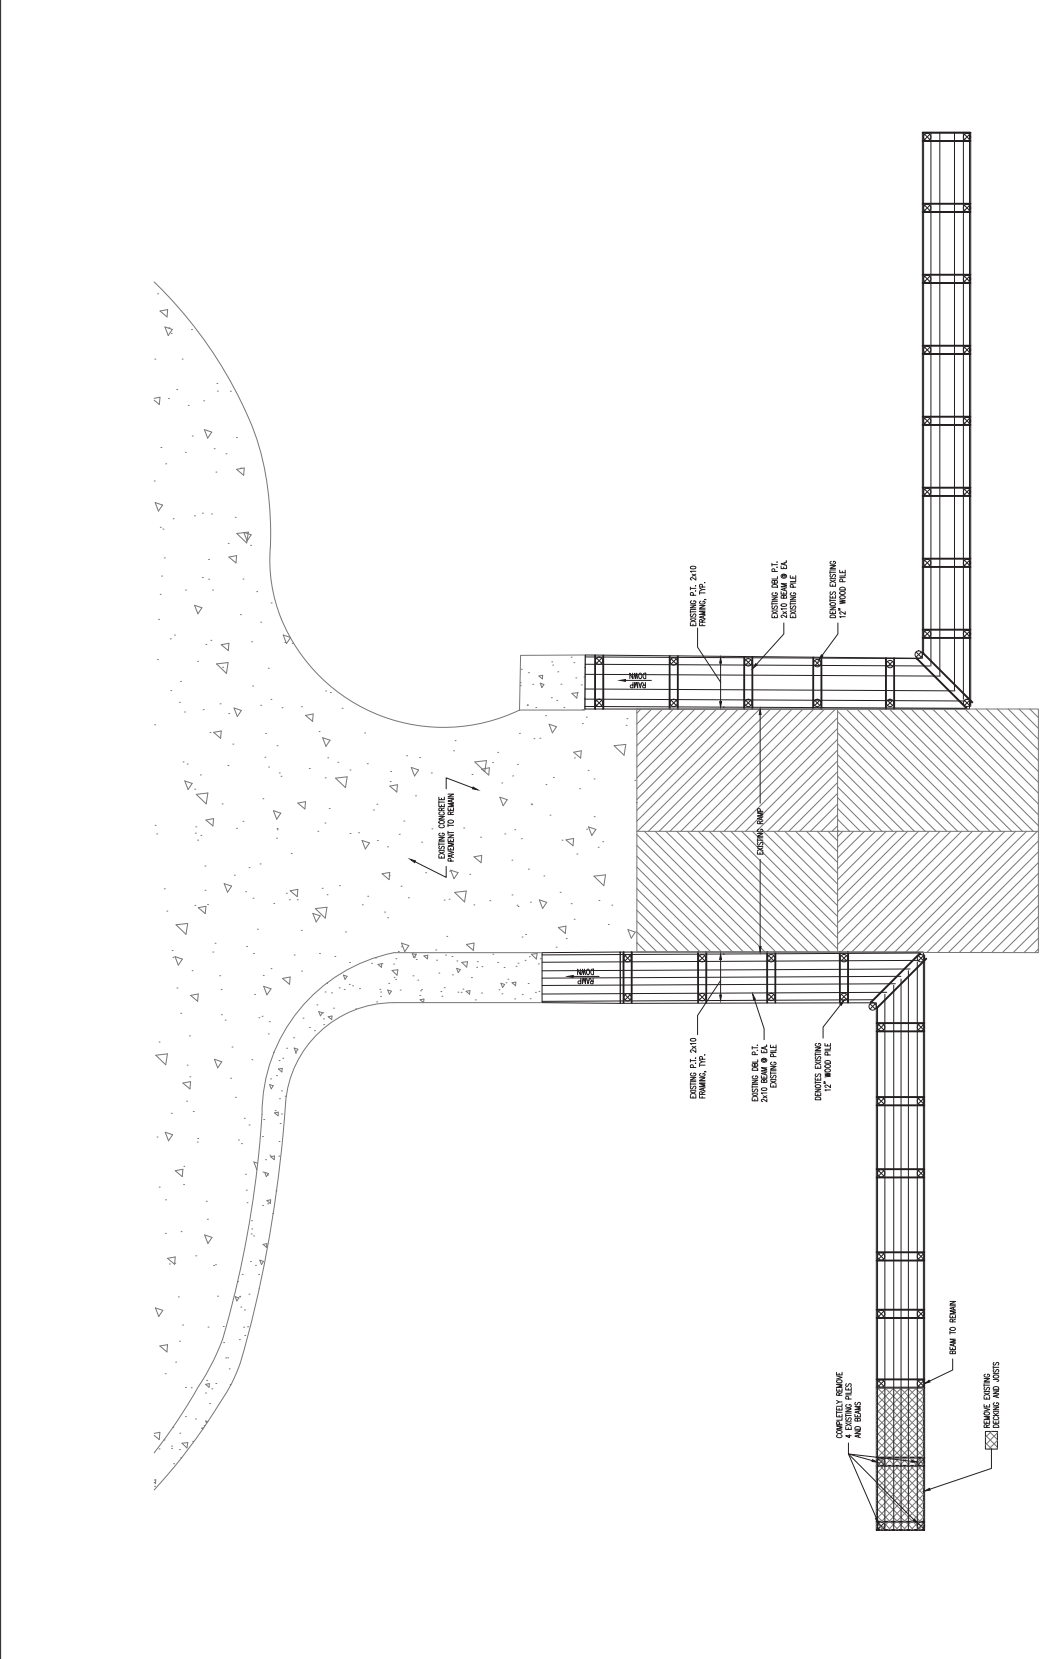 EXISTING P.T. 2x10
FRAMING, TYP.
EXISTING DBL P.T.
2x10 BEAM @ EA.
EXISTING PILE
DENOTES EXISTING
12" WOOD PILE
RAMP
DOWN
EXISTING CONCRETE
PAVEMENT TO REMAIN
EXISTING RAMP
RAMP
DOWN
EXISTING P.T. 2x10
FRAMING, TYP.
EXISTING DBL P.T.
2x10 BEAM @ EA.
EXISTING PILE
DENOTES EXISTING
12" WOOD PILE
COMPLETELY REMOVE
4 EXISTING PILES
AND BEAMS
BEAM TO REMAIN
REMOVE EXISTING
DECKING AND JOISTS